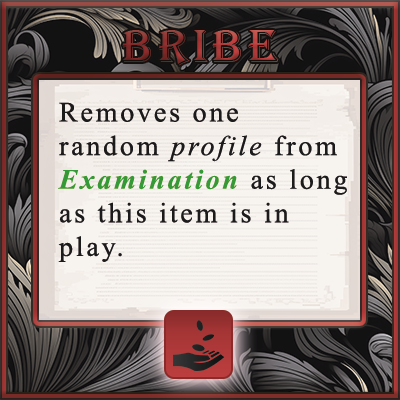 BRIBE
Removes one
random profile from
Examination as long
as this item is in
play.